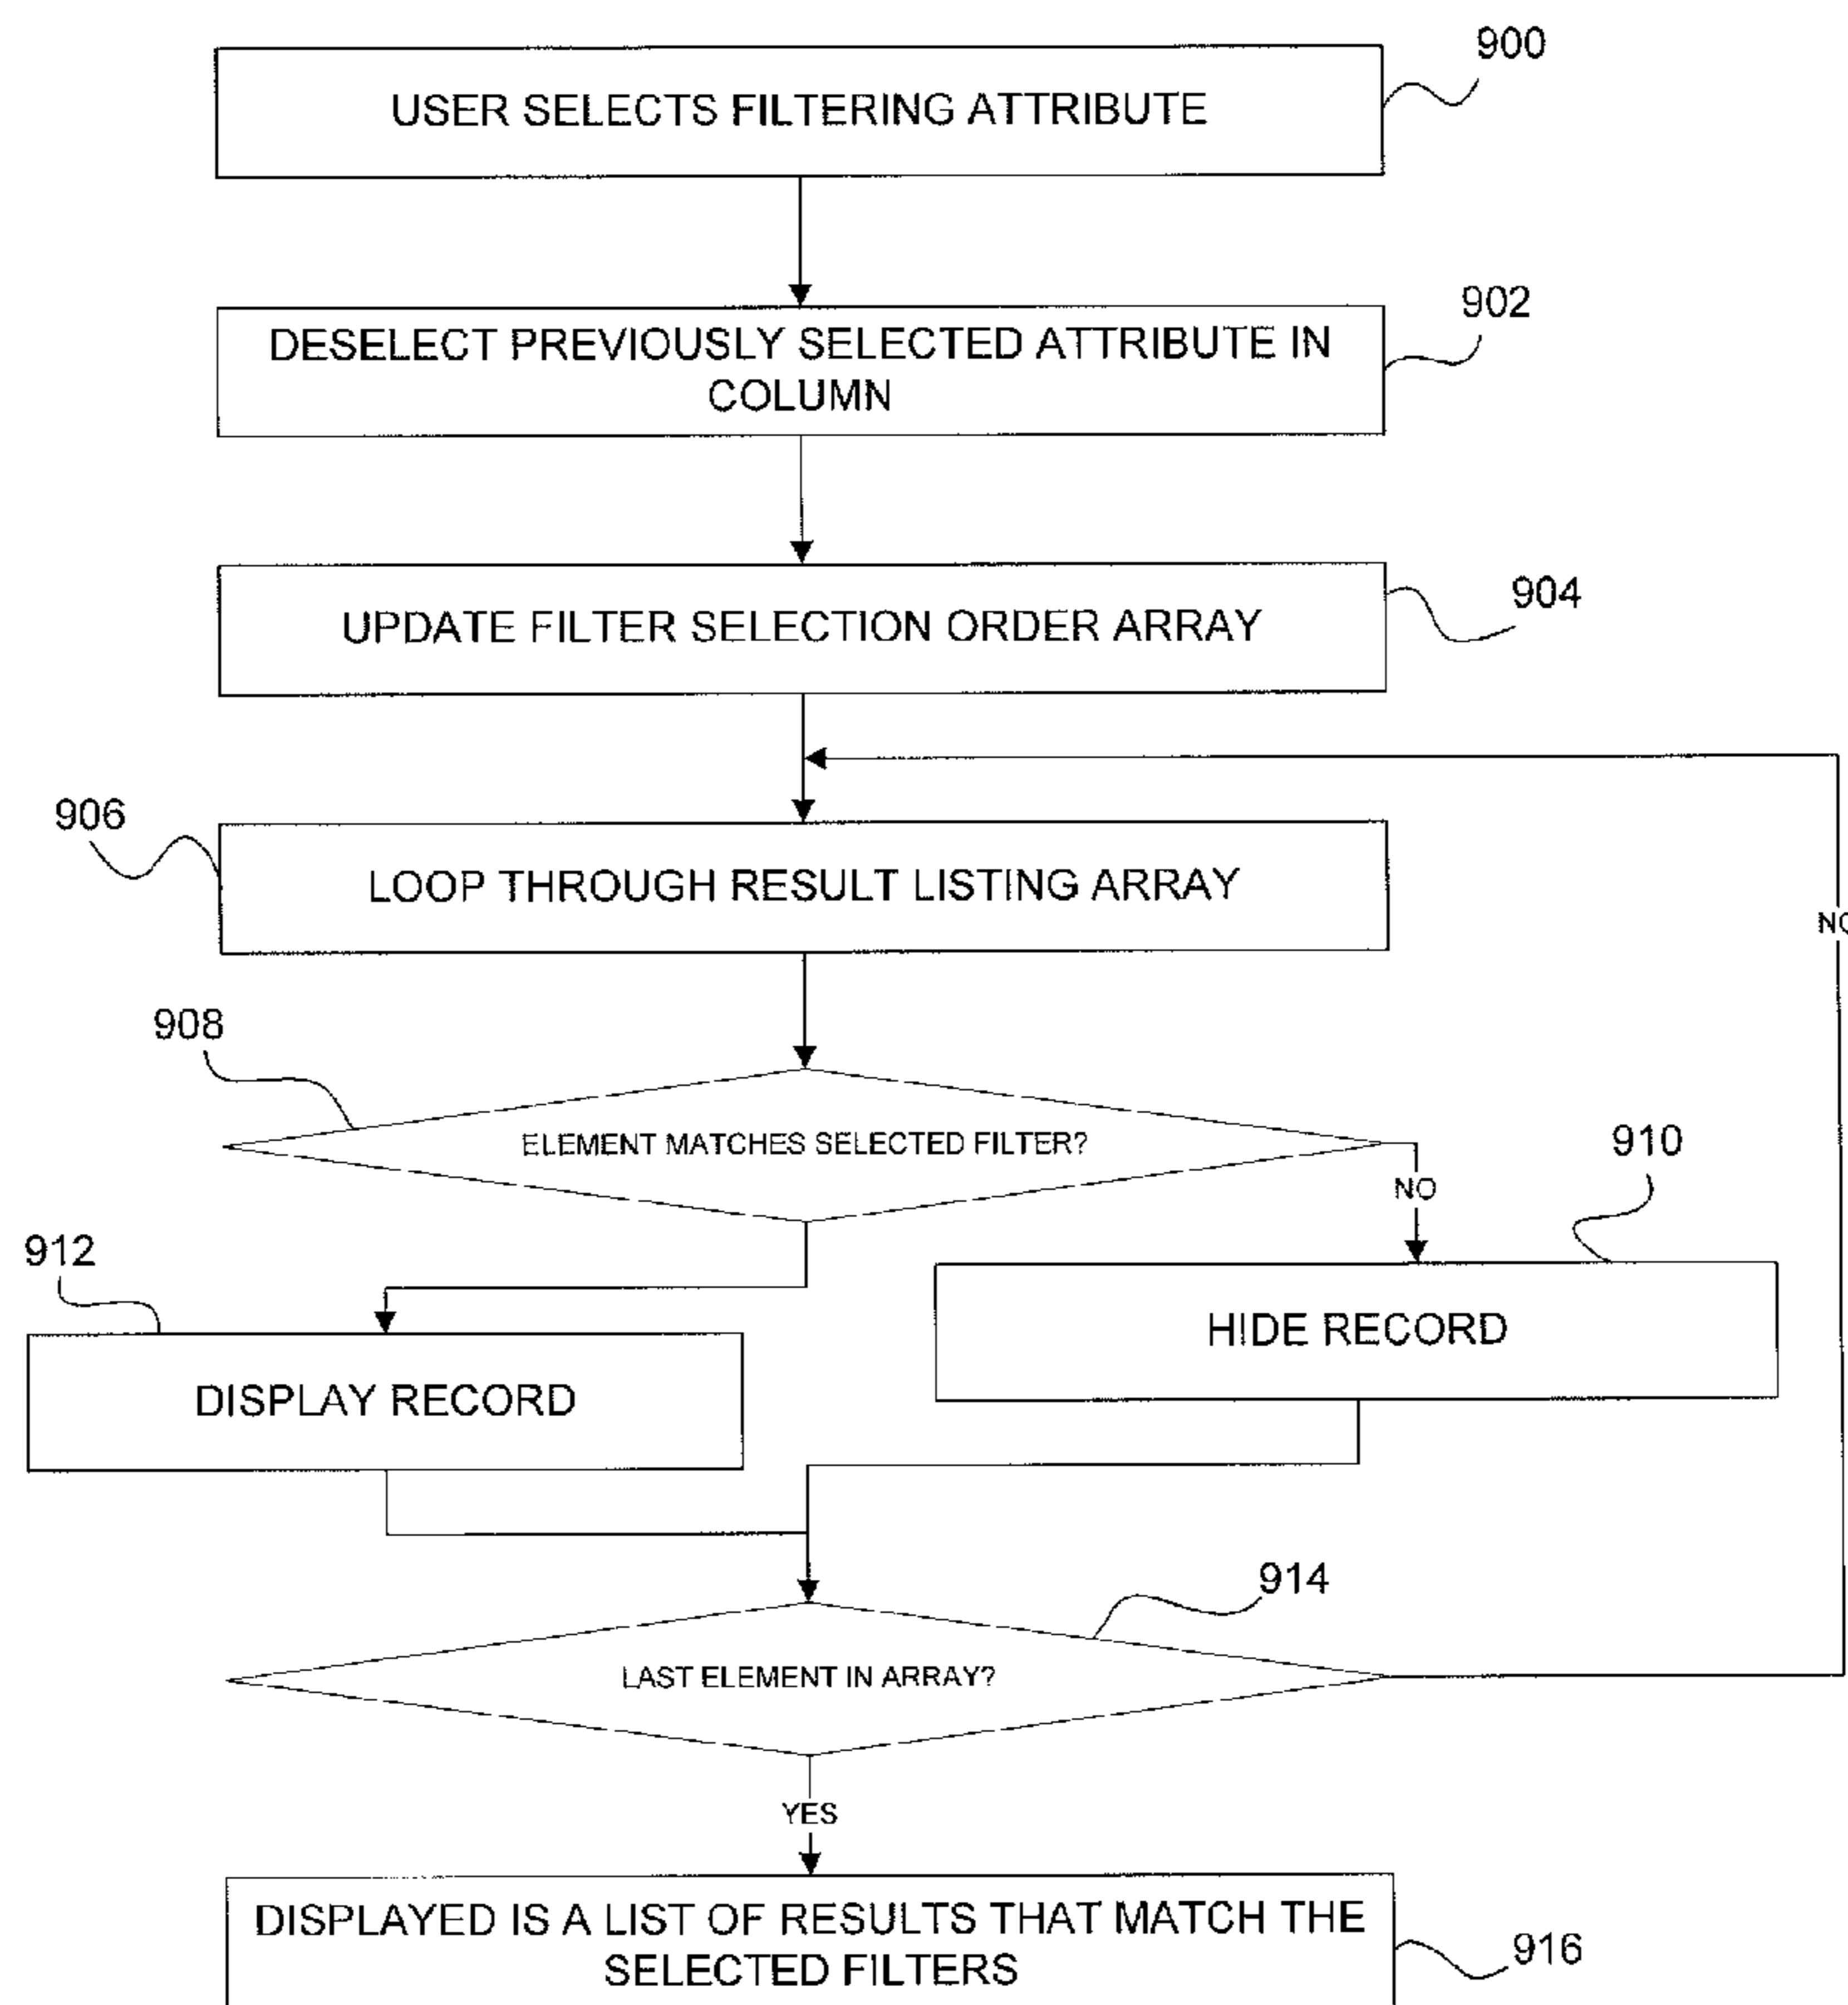 900
USER SELECTS FILTERING ATTRIBUTE
902
DESELECT PREVIOUSLY SELECTED ATTRIBUTE IN
COLUMN
904
UPDATE FILTER SELECTION ORDER ARRAY
906
LOOP THROUGH RESULT LISTING ARRAY
NO
908
ELEMENT MATCHES SELECTED FILTER?
NO
910
912
HIDE RECORD
DISPLAY RECORD
914
LAST ELEMENT IN ARRAY?
YES
DISPLAYED IS A LIST OF RESULTS THAT MATCH THE
SELECTED FILTERS
916